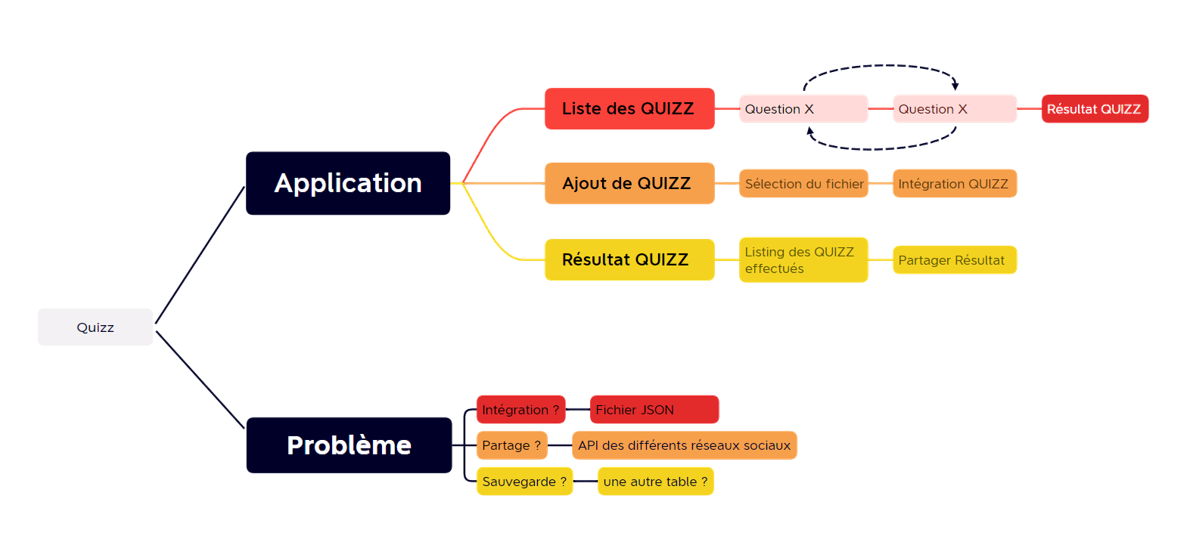 Quizz
Application
Liste des QUIZZ
Question X
Question X
Résultat QUIZZ
Ajout de QUIZZ
Sélection du fichier
Intégration QUIZZ
Résultat QUIZZ
Listing des QUIZZ
effectués
Partager Résultat
Problème
Intégration ?
Fichier JSON
Partage ?
API des différents réseaux sociaux
Sauvegarde ?
une autre table ?